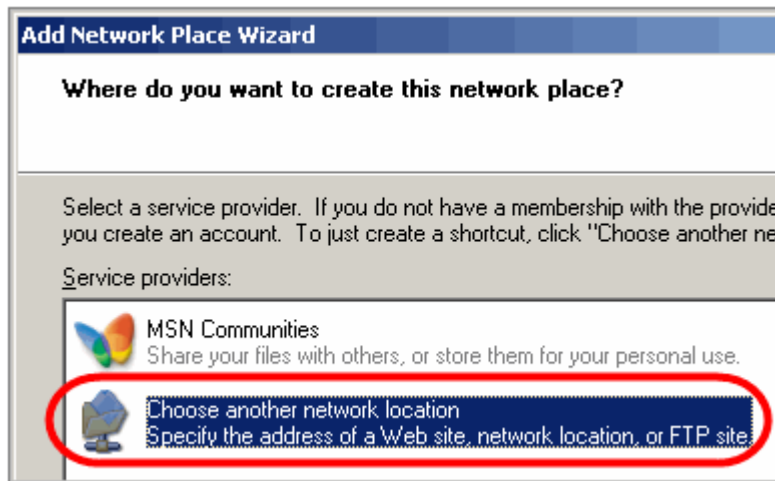 Add Network Place Wizard
Where do you want to create this network place?
Select a service provider. If you do not have a membership with the provide
you create an account. To just create a shortcut, click "Choose another ne
Service providers:
MSN Communities
Share your files with others, or store them for your personal use.
Choose another network location
Specify the address of a Web site, network location, or FTP site.